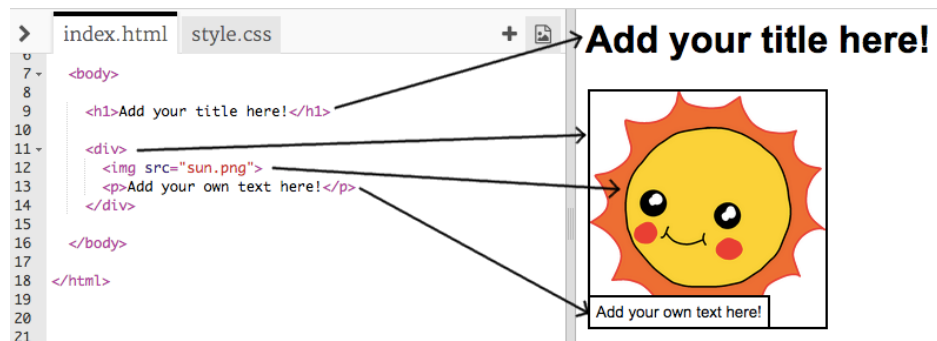 index.html style.css
6
7 <body>
8
9 <h1>Add your title here!</h1>
10
11 <div>
12 <img src="sun.png">
13 <p>Add your own text here!</p>
14 </div>
15
16 </body>
17
18 </html>
19
20
21
Add your title here!
Add your own text here!